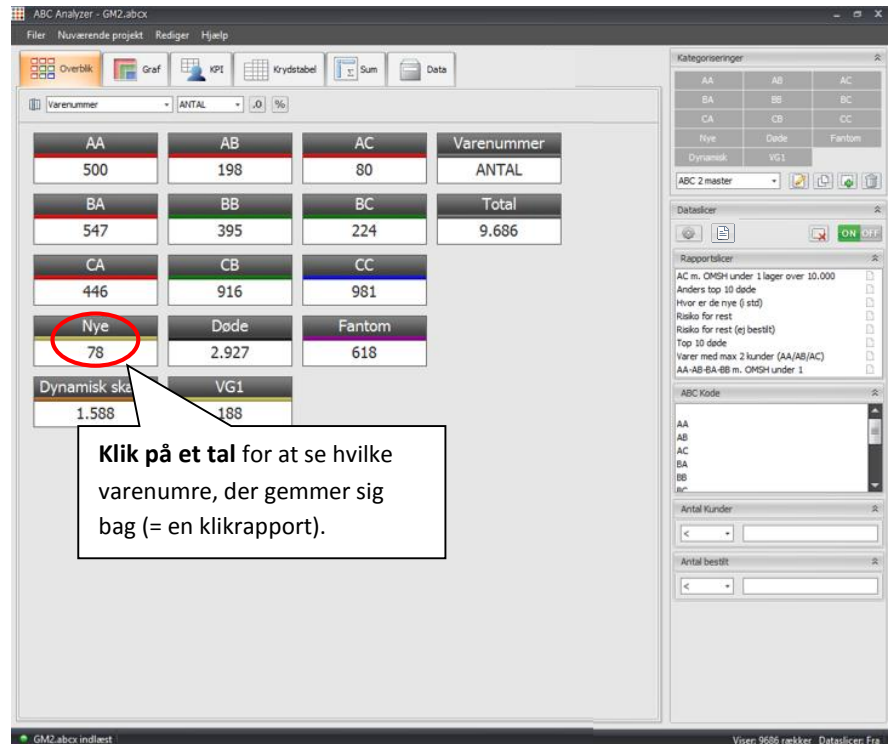 ABC Analyzer - GM2.abcx
Filer Nuværende projekt Rediger Hjælp
Overblik Graf KPI Krydstabel Σ Sum Data
Varenummer ANTAL ,0 %
AA AB AC Varenummer
500 198 80 ANTAL
BA BB BC Total
547 395 224 9.686
CA CB CC
446 916 981
Nye Døde Fantom
78 2.927 618
Dynamisk ska VG1
1.588 188
Klik på et tal for at se hvilke
varenumre, der gemmer sig
bag (= en klikrapport).
Kategoriseringer
AA AB AC
BA BB BC
CA CB CC
Nye Døde Fantom
Dynamisk VG1
ABC 2 master
Dataslicer
ON OFF
Rapportslicer
AC m. OMSH under 1 lager over 10.000
Anders top 10 døde
Hvor er de nye (i std)
Risiko for rest
Risiko for rest (ej bestilt)
Top 10 døde
Varer med max 2 kunder (AA/AB/AC)
AA-AB-BA-BB m. OMSH under 1
ABC Kode
AA
AB
AC
BA
BB
BC
Antal Kunder
<
Antal bestilt
<
GM2.abcx indlæst Viser: 9686 rækker Dataslicer: Fra